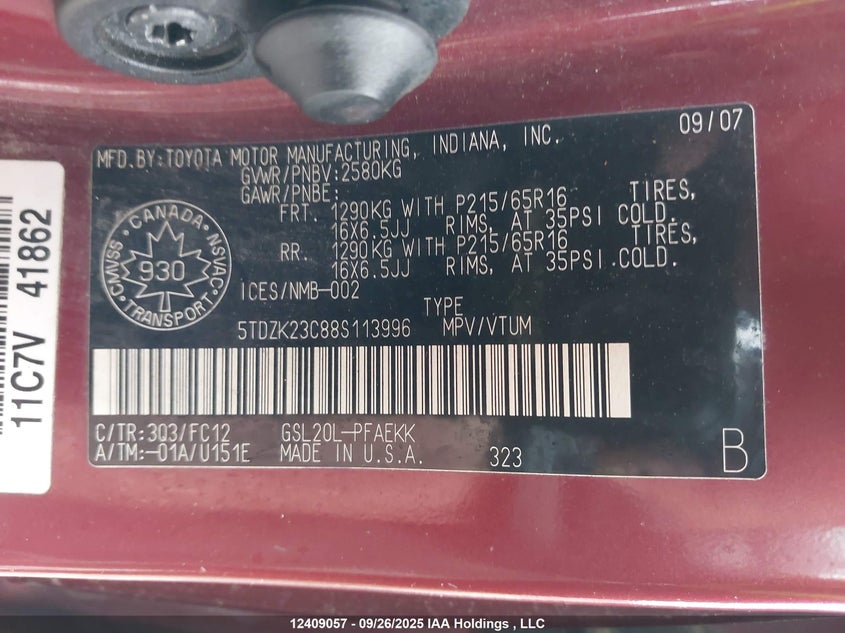 09/07
MFD.BY:TOYOTA MOTOR MANUFACTURING, INDIANA, INC.
GVWR/PNBV:2580KG
GAWR/PNBE:
FRT. 1290KG WITH P215/65R16 TIRES,
16X6.5JJ RIMS, AT 35PSI COLD.
RR. 1290KG WITH P215/65R16 TIRES,
16X6.5JJ RIMS, AT 35PSI COLD.
ICES/NMB-002
CANADA
CMVSS NSVAC
930
TRANSPORT
TYPE
5TDZK23C88S113996 MPV/VTUM
C/TR:3Q3/FC12 GSL20L-PFAEKK
A/TM:-01A/U151E MADE IN U.S.A. 323 B
11C7V 41862
12409057 - 09/26/2025 IAA Holdings , LLC